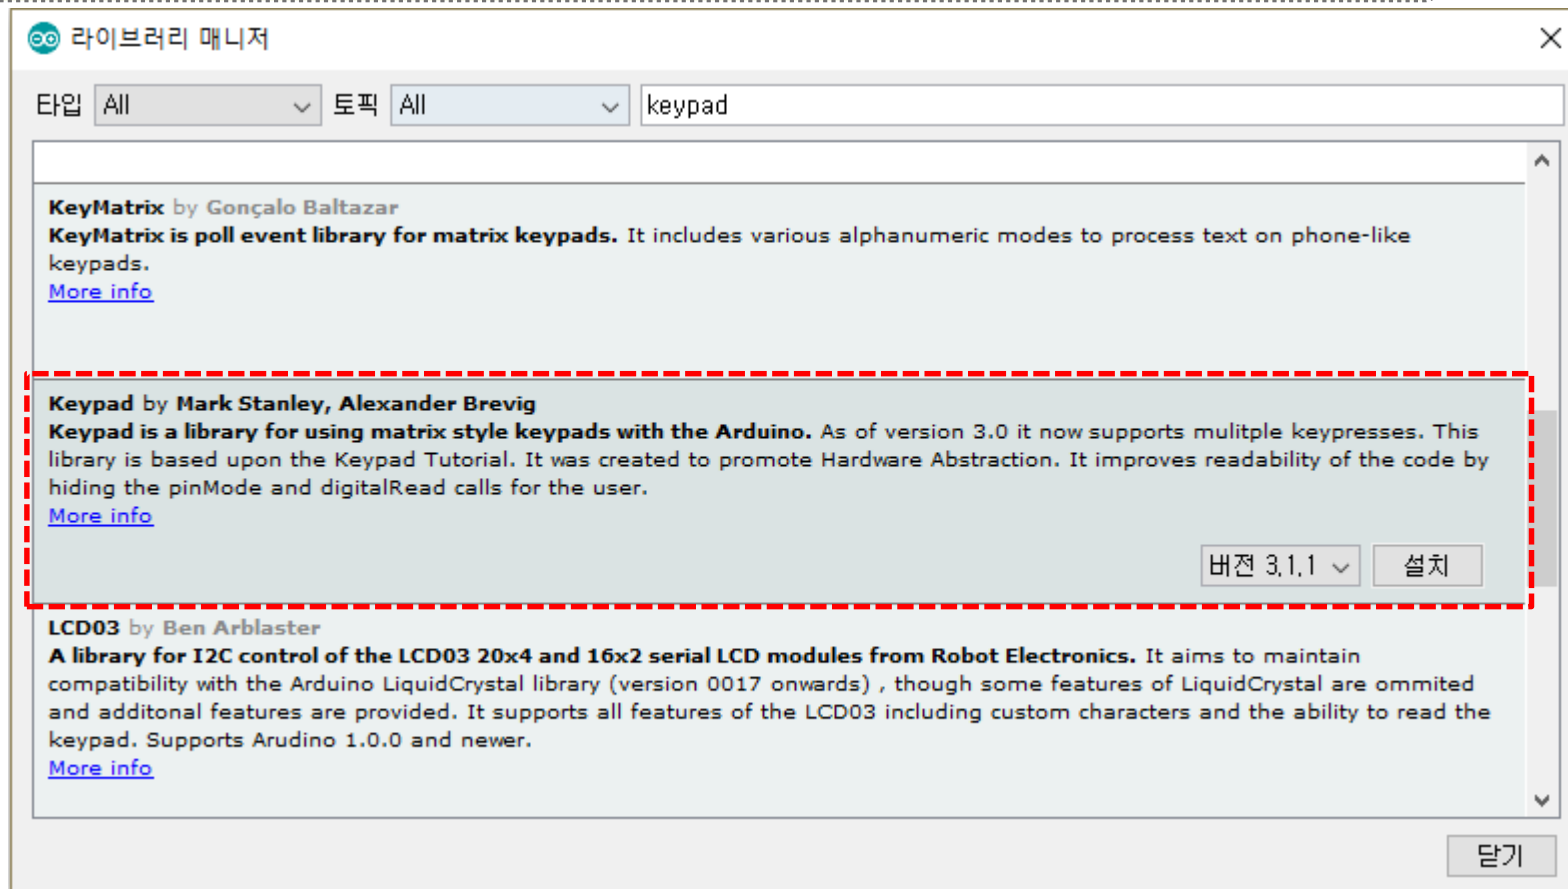 라이브러리 매니저
타입 All 토픽 All keypad
KeyMatrix by Gonçalo Baltazar
KeyMatrix is poll event library for matrix keypads. It includes various alphanumeric modes to process text on phone-like
keypads.
More info
Keypad by Mark Stanley, Alexander Brevig
Keypad is a library for using matrix style keypads with the Arduino. As of version 3.0 it now supports mulitple keypresses. This
library is based upon the Keypad Tutorial. It was created to promote Hardware Abstraction. It improves readability of the code by
hiding the pinMode and digitalRead calls for the user.
More info
버전 3.1.1 설치
LCD03 by Ben Arblaster
A library for I2C control of the LCD03 20x4 and 16x2 serial LCD modules from Robot Electronics. It aims to maintain
compatibility with the Arduino LiquidCrystal library (version 0017 onwards) , though some features of LiquidCrystal are ommited
and additonal features are provided. It supports all features of the LCD03 including custom characters and the ability to read the
keypad. Supports Arudino 1.0.0 and newer.
More info
닫기